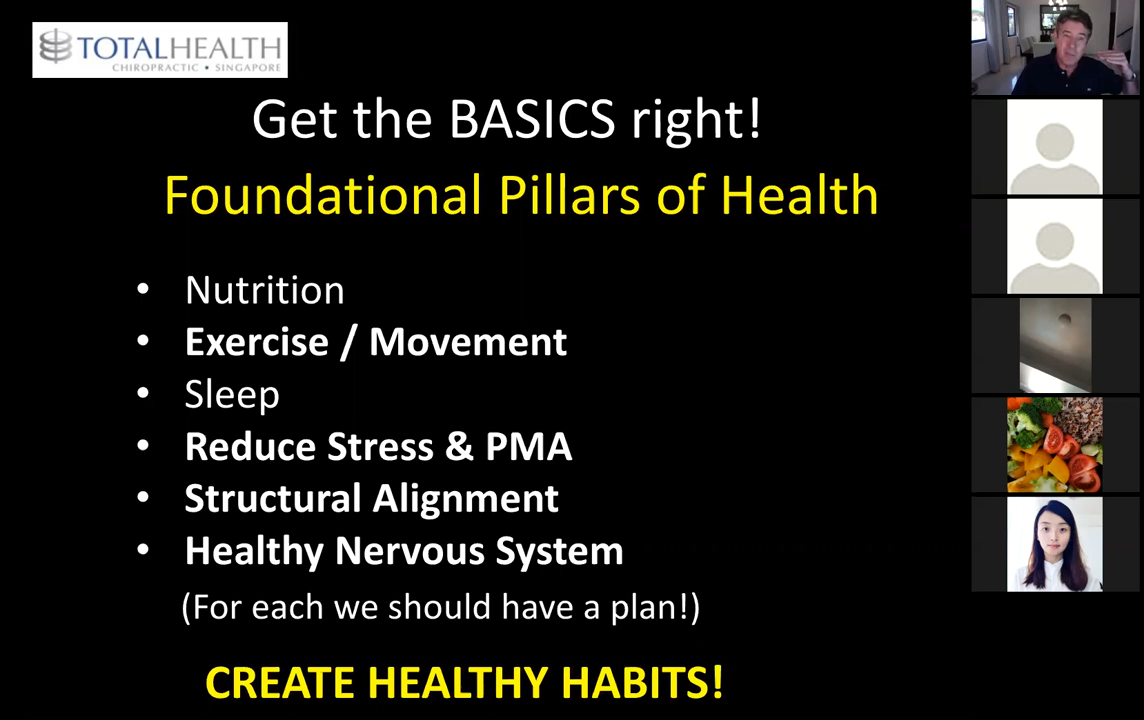 TOTALHEALTH
CHIROPRACTIC • SINGAPORE
Get the BASICS right!
Foundational Pillars of Health
• Nutrition
• Exercise / Movement
• Sleep
• Reduce Stress & PMA
• Structural Alignment
• Healthy Nervous System
(For each we should have a plan!)
CREATE HEALTHY HABITS!